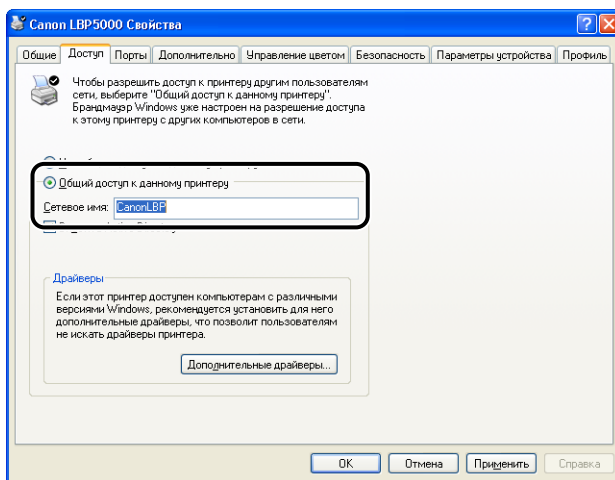 Canon LBP5000 Свойства
Общие Доступ Порты Дополнительно Управление цветом Безопасность Параметры устройства Профиль
Чтобы разрешить доступ к принтеру другим пользователям
сети, выберите "Общий доступ к данному принтеру".
Брандмауэр Windows уже настроен на разрешение доступа
к этому принтеру с других компьютеров в сети.
Общий доступ к данному принтеру
Сетевое имя: CanonLBP
Драйверы
Если этот принтер доступен компьютерам с различными
версиями Windows, рекомендуется установить для него
дополнительные драйверы, что позволит пользователям
не искать драйверы принтера.
Дополнительные драйверы...
OK Отмена Применить Справка